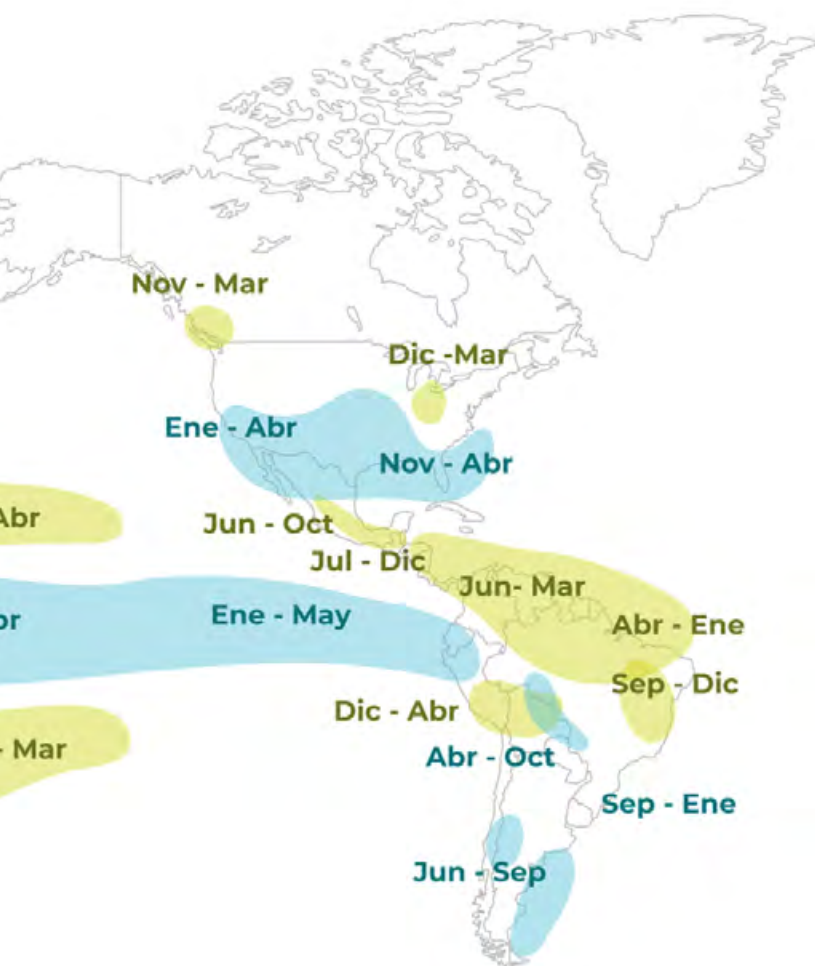 Nov - Mar
Dic -Mar
Ene - Abr
Nov - Abr
Abr
Jun - Oct
Jul - Dic
Jun- Mar
Ene - May
Abr - Ene
Sep - Dic
Dic - Abr
- Mar
Abr - Oct
Sep - Ene
Jun - Sep